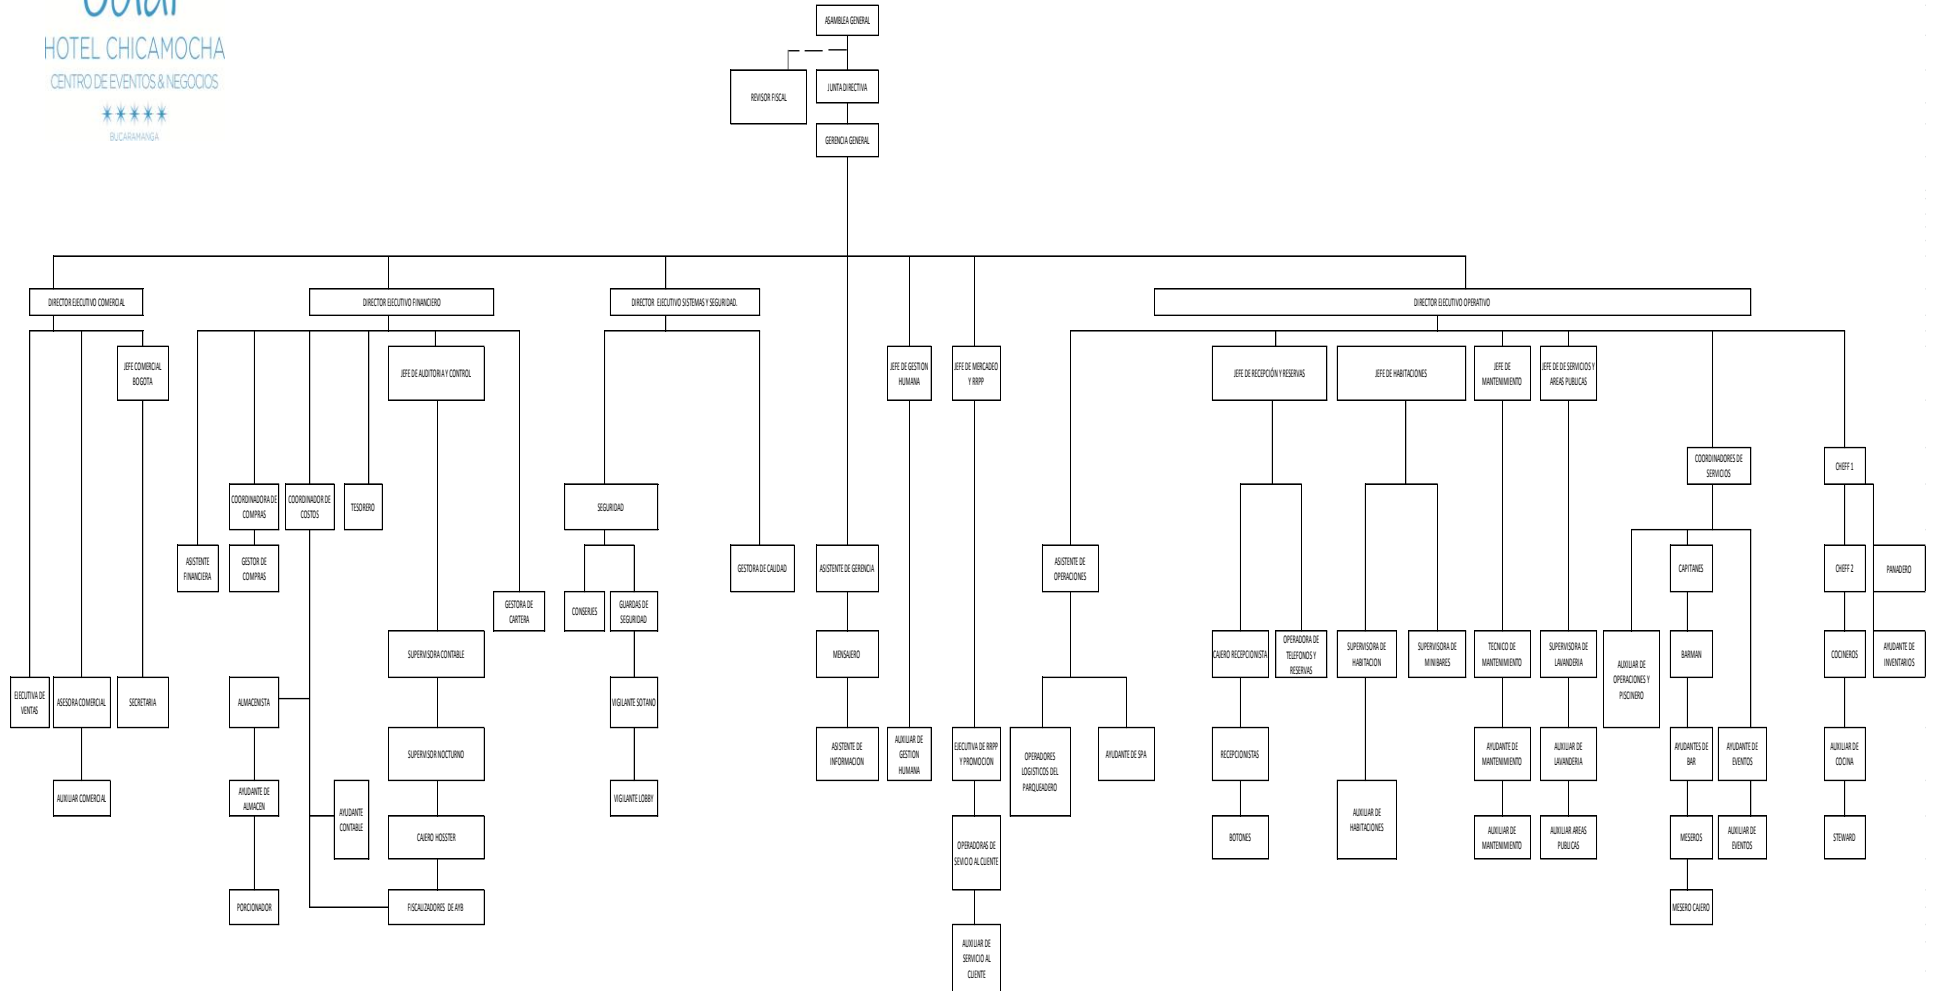 HOTEL CHICAMOCHA
CENTRO DE EVENTOS & NEGOCIOS
BUCARAMANGA
ASAMBLEA GENERAL
REVISOR FISCAL
JUNTA DIRECTIVA
GERENCIA GENERAL
DIRECTOR EJECUTIVO COMERCIAL
DIRECTOR EJECUTIVO FINANCIERO
DIRECTOR EJECUTIVO SISTEMAS Y SEGURIDAD.
DIRECTOR EJECUTIVO OPERATIVO
JEFE COMERCIAL
BOGOTA
JEFE DE AUDITORIA Y CONTROL
JEFE DE GESTION
HUMANA
JEFE DE MERCADEO
Y RRPP
JEFE DE RECEPCIÓN Y RESERVAS
JEFE DE HABITACIONES
JEFE DE
MANTENIMIENTO
JEFE DE DE SERVICIOS Y
AREAS PUBLICAS
COORDINADORES DE
SERVICIOS
CHEFF 1
COORDINADORA DE
COMPRAS
COORDINADOR DE
COSTOS
TESORERO
SEGURIDAD
ASISTENTE
FINANCIERA
GESTOR DE
COMPRAS
GESTORA DE CALIDAD
ASISTENTE DE GERENCIA
ASISTENTE DE
OPERACIONES
CAPITANES
CHEFF 2
PANADERO
GESTORA DE
CARTERA
CONSERJES
GUARDAS DE
SEGURIDAD
SUPERVISORA CONTABLE
MENSAJERO
CAJERO RECEPCIONISTA
OPERADORA DE
TELEFONOS Y
RESERVAS
SUPERVISORA DE
HABITACION
SUPERVISORA DE
MINIBARES
TECNICO DE
MANTENIMIENTO
SUPERVISORA DE
LAVANDERIA
AUXILIAR DE
OPERACIONES Y
PISCINERO
BARMAN
COCINEROS
AYUDANTE DE
INVENTARIOS
EJECUTIVA DE
VENTAS
ASESORA COMERCIAL
SECRETARIA
ALMACENISTA
VIGILANTE SOTANO
SUPERVISOR NOCTURNO
ASISTENTE DE
INFORMACION
AUXILIAR DE
GESTION
HUMANA
EJECUTIVA DE RRPP
Y PROMOCION
OPERADORES
LOGISTICOS DEL
PARQUEADERO
AYUDANTE DE SPA
RECEPCIONISTAS
AYUDANTE DE
MANTENIMIENTO
AUXILIAR DE
LAVANDERIA
AYUDANTES DE
BAR
AYUDANTE DE
EVENTOS
AUXILIAR DE
COCINA
AUXILIAR COMERCIAL
AYUDANTE DE
ALMACEN
AYUDANTE
CONTABLE
VIGILANTE LOBBY
AUXILIAR DE
HABITACIONES
CAJERO HOSSTER
OPERADORAS DE
SEVICIO AL CLIENTE
BOTONES
AUXILIAR DE
MANTENIMIENTO
AUXILIAR AREAS
PUBLICAS
MESEROS
AUXILIAR DE
EVENTOS
STEWARD
PORCIONADOR
FISCALIZADORES DE AYB
MESERO CAJERO
AUXILIAR DE
SERVICIO AL
CLIENTE